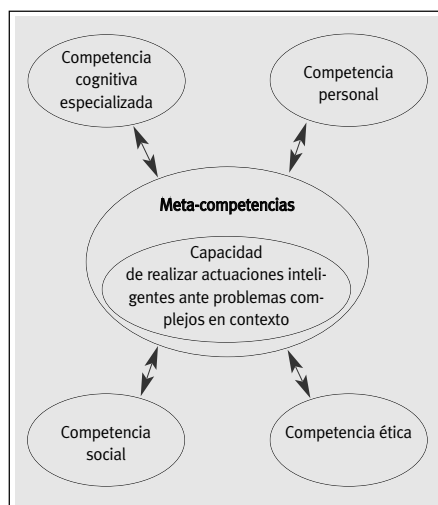 Competencia
cognitiva
especializada
Competencia
personal
Meta-competencias
Capacidad
de realizar actuaciones inteli-
gentes ante problemas com-
plejos en contexto
Competencia
social
Competencia ética